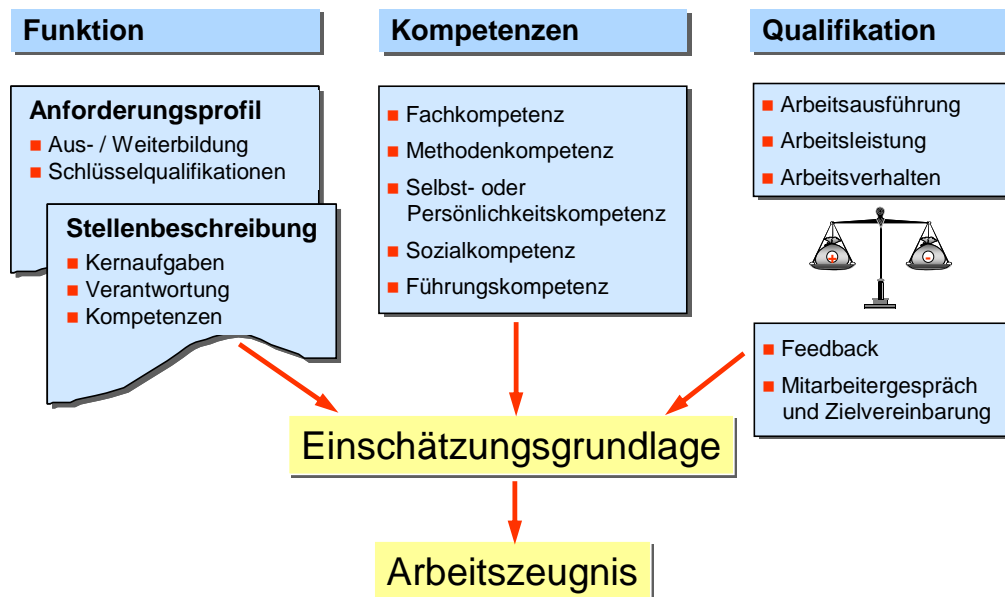 Funktion
Anforderungsprofil
Aus- / Weiterbildung
Schlüsselqualifikationen
Stellenbeschreibung
Kernaufgaben
Verantwortung
Kompetenzen
Kompetenzen
Fachkompetenz
Methodenkompetenz
Selbst- oder
Persönlichkeitskompetenz
Sozialkompetenz
Führungskompetenz
Qualifikation
Arbeitsausführung
Arbeitsleistung
Arbeitsverhalten
+ -
Feedback
Mitarbeitergespräch
und Zielvereinbarung
Einschätzungsgrundlage
Arbeitszeugnis